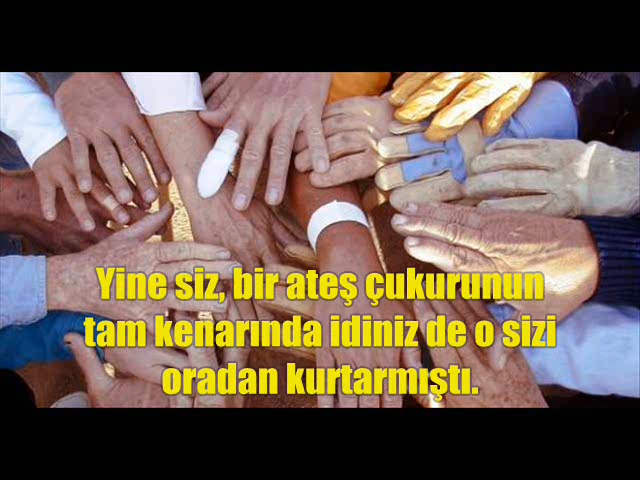 Yine siz, bir ateş çukurunun
tam kenarında idiniz de o sizi
oradan kurtarmıştı.